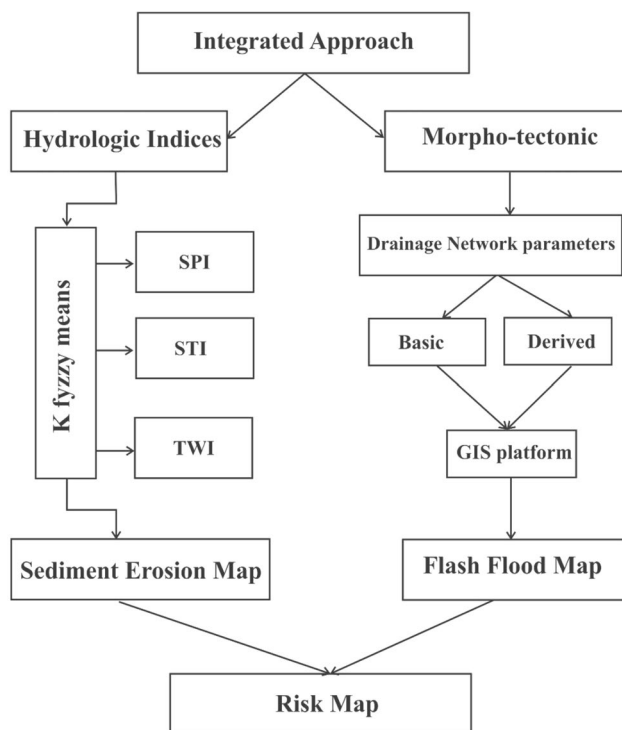 Integrated Approach
Hydrologic Indices
Morpho-tectonic
K fyzzy means
SPI
STI
TWI
Drainage Network parameters
Basic
Derived
GIS platform
Sediment Erosion Map
Flash Flood Map
Risk Map